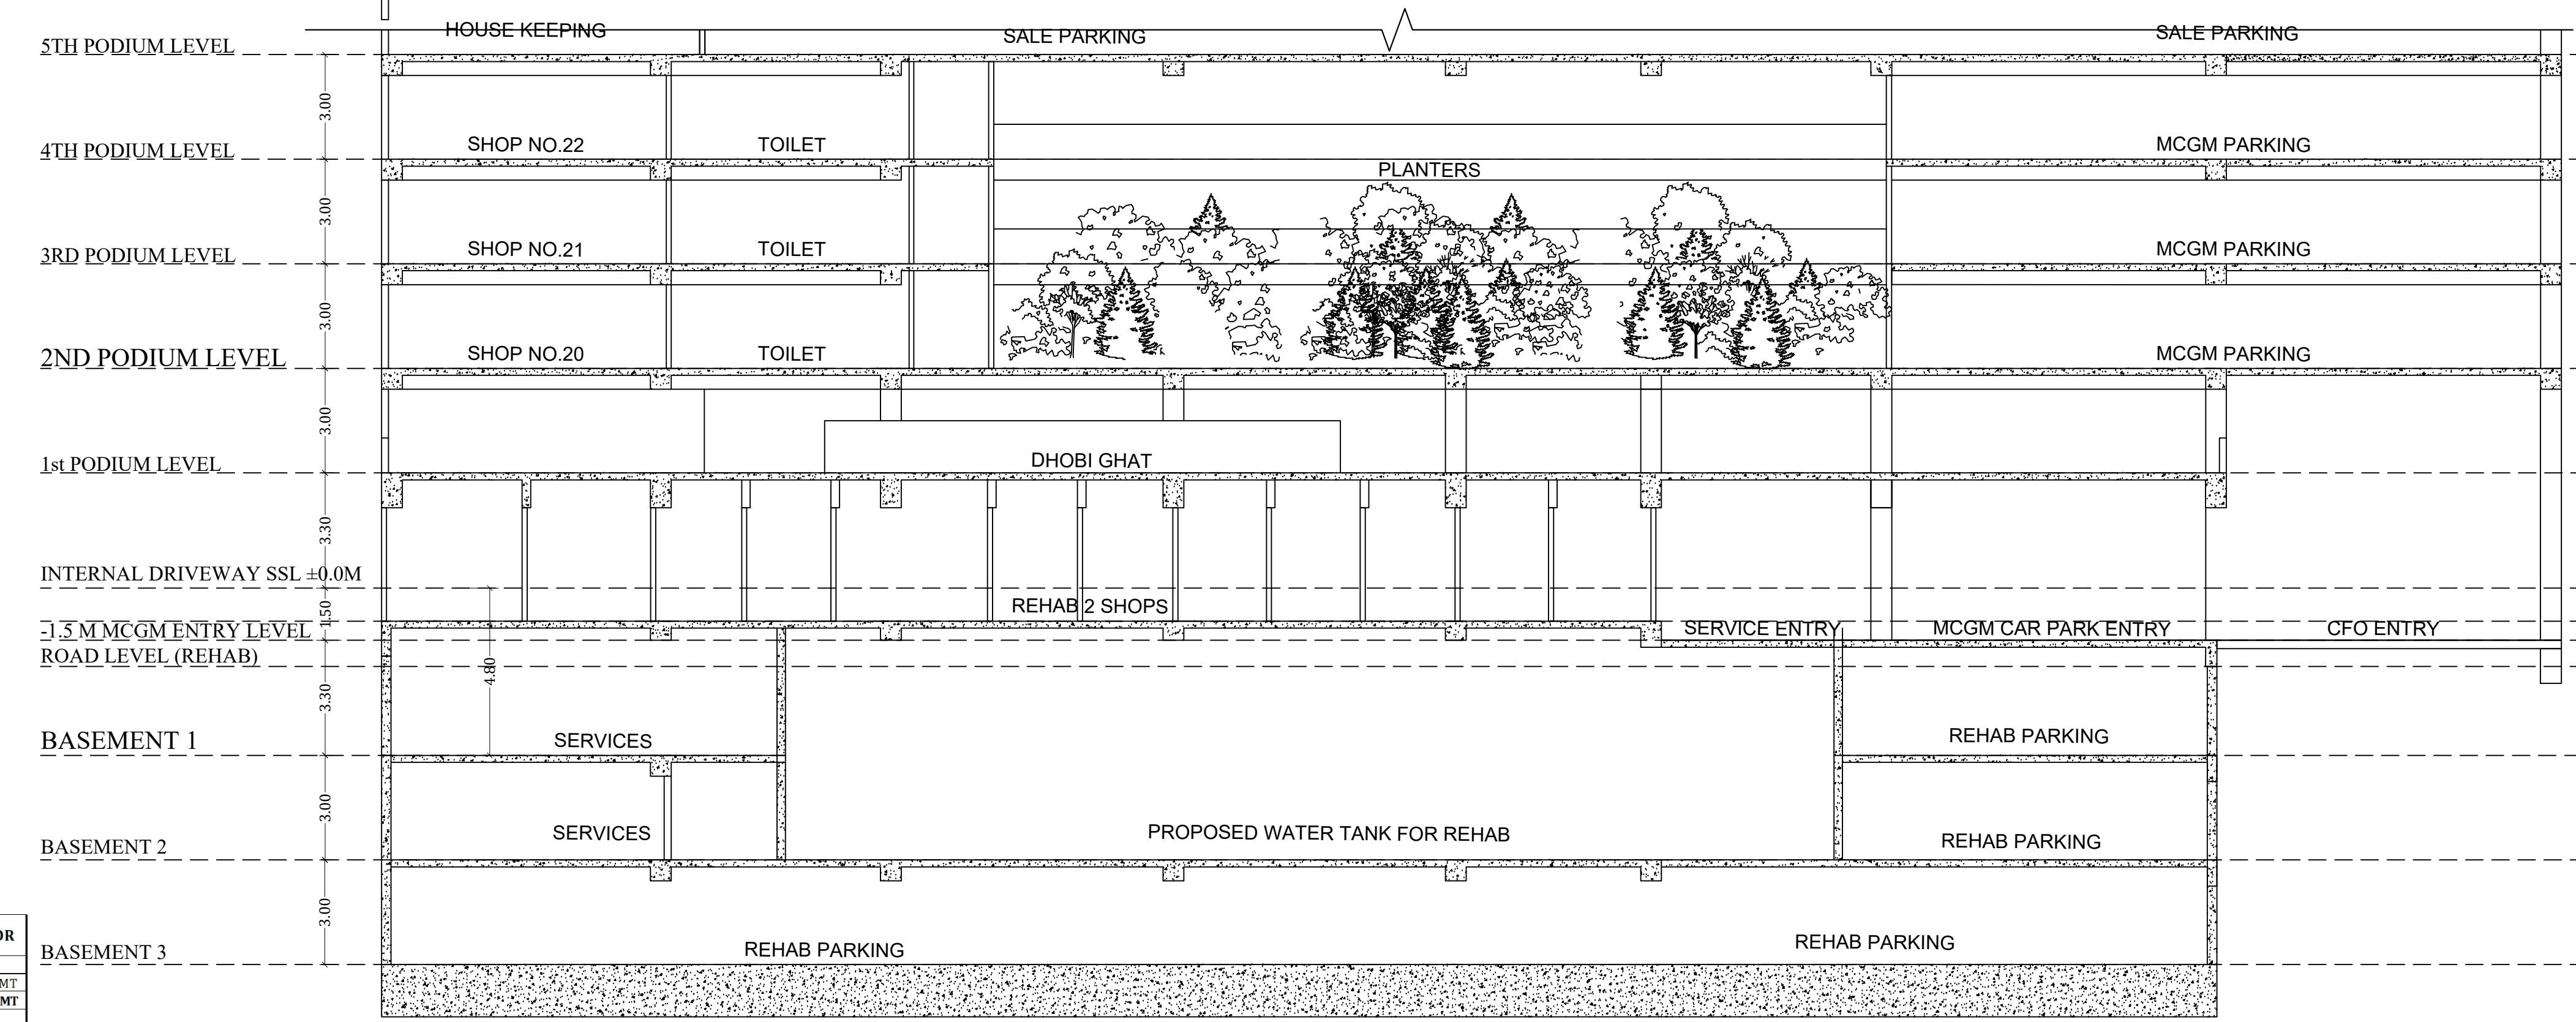 HOUSE KEEPING
SALE PARKING
SALE PARKING
5TH PODIUM LEVEL
3.00
SHOP NO.22
TOILET
MCGM PARKING
4TH PODIUM LEVEL
PLANTERS
3.00
SHOP NO.21
TOILET
MCGM PARKING
3RD PODIUM LEVEL
3.00
SHOP NO.20
TOILET
MCGM PARKING
2ND PODIUM LEVEL
3.00
DHOBI GHAT
1st PODIUM LEVEL
3.30
INTERNAL DRIVEWAY SSL ±0.0M
1.50
REHAB 2 SHOPS
-1.5 M MCGM ENTRY LEVEL
SERVICE ENTRY
MCGM CAR PARK ENTRY
CFO ENTRY
ROAD LEVEL (REHAB)
4.80
3.30
BASEMENT 1
SERVICES
REHAB PARKING
3.00
SERVICES
PROPOSED WATER TANK FOR REHAB
REHAB PARKING
BASEMENT 2
3.00
OR
BASEMENT 3
REHAB PARKING
REHAB PARKING
MT
MT